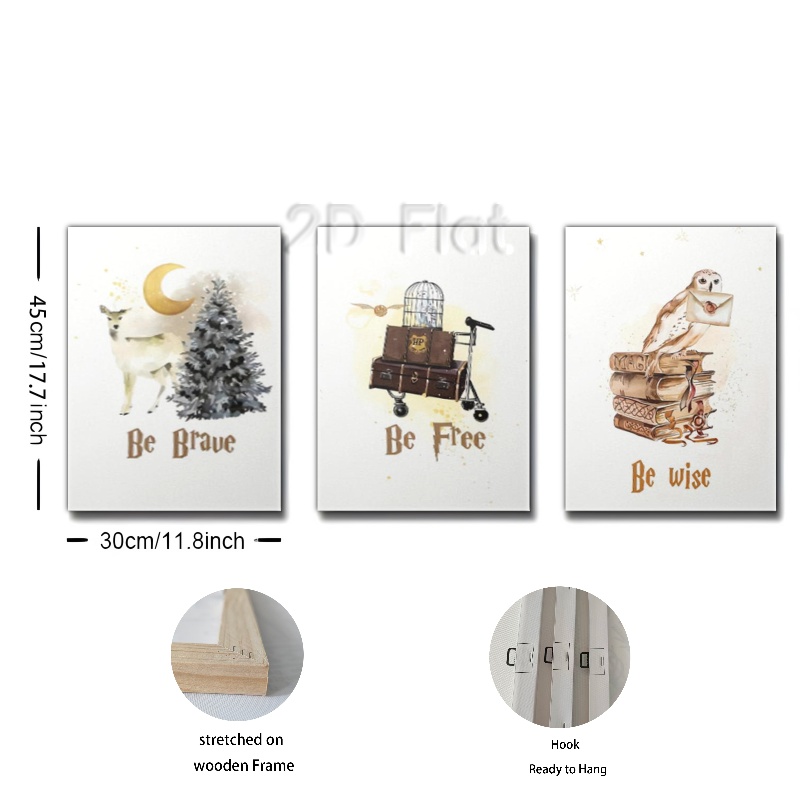 2D Flat
45cm/17.7inch
Be Brave
Be Free
HP
Be wise
30cm/11.8inch
stretched on
wooden Frame
Hook
Ready to Hang